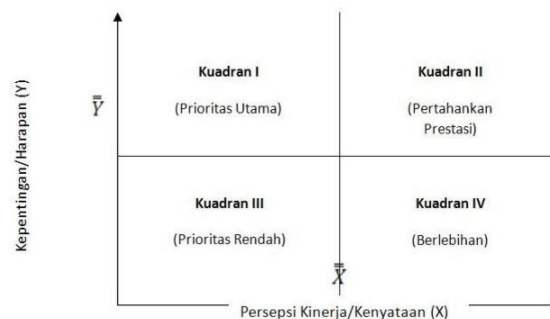 Kepentingan/Harapan (Y)
Y̿
Kuadran I
(Prioritas Utama)
Kuadran II
(Pertahankan
Prestasi)
Kuadran III
(Prioritas Rendah)
Kuadran IV
(Berlebihan)
X̿
Persepsi Kinerja/Kenyataan (X)